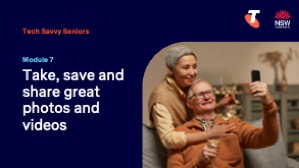 Tech Savvy Seniors
NSW
Module 7
Take, save and
share great
photos and
videos